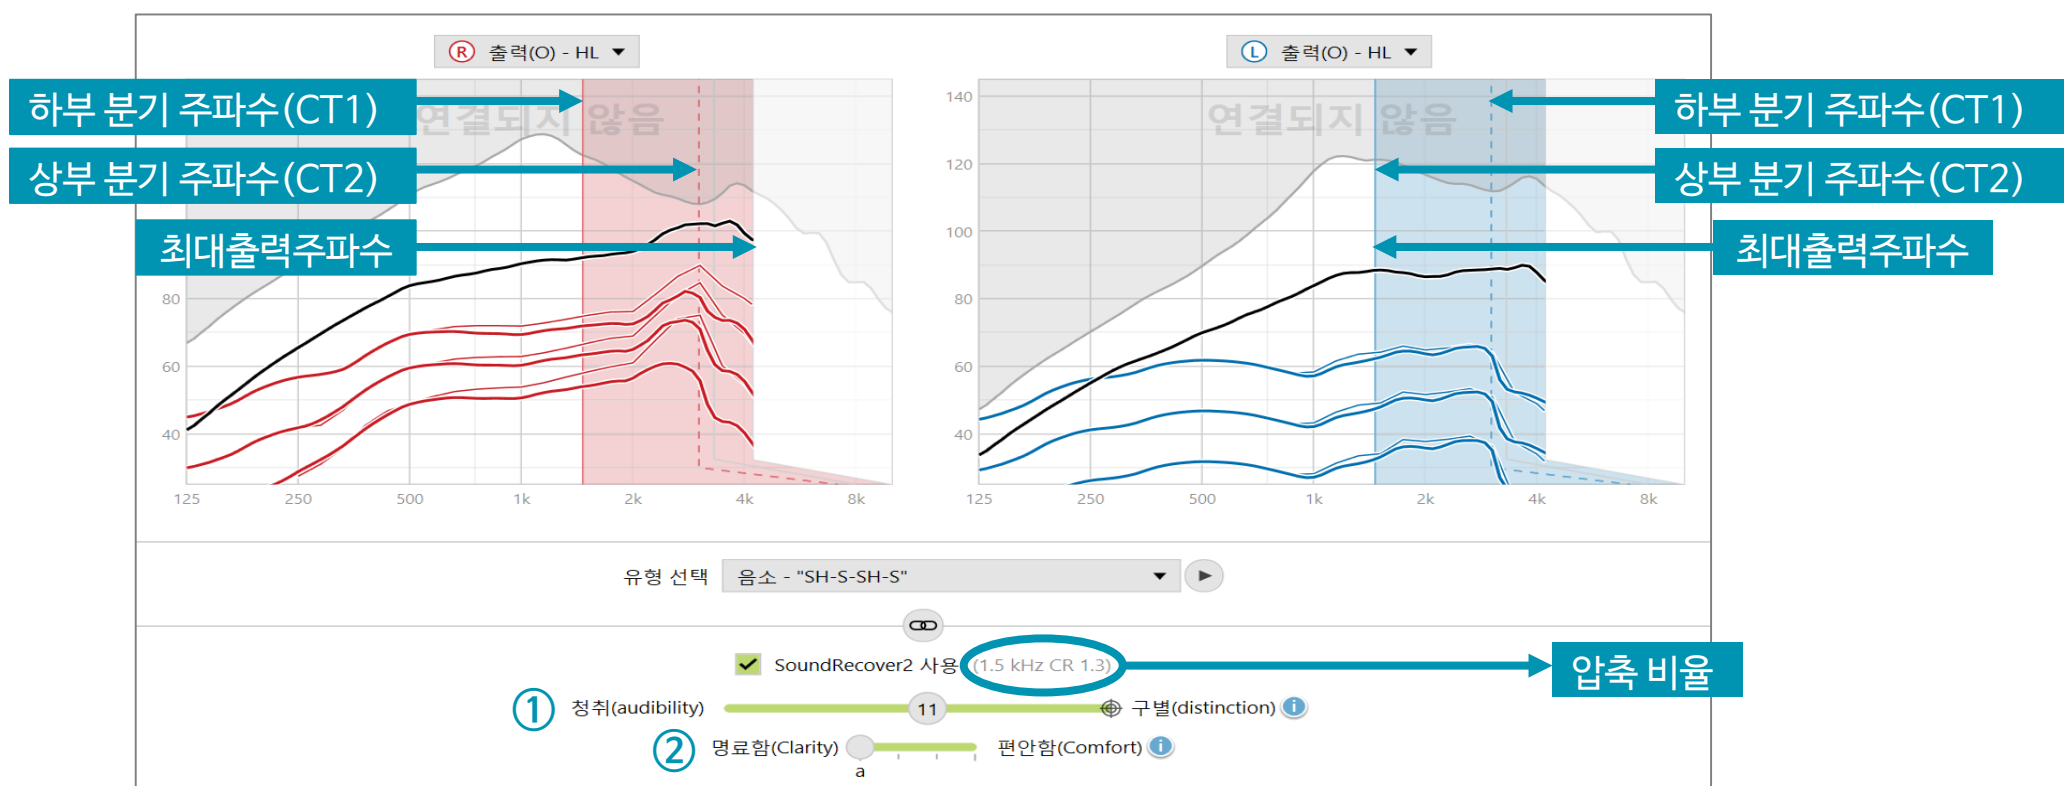 R 출력(O) - HL
L 출력(O) - HL
하부 분기 주파수(CT1)
연결되지 않음
140
연결되지 않음
하부 분기 주파수(CT1)
상부 분기 주파수(CT2)
120
상부 분기 주파수(CT2)
최대출력주파수
100
최대출력주파수
80
80
60
60
40
40
125 250 500 1k 2k 4k 8k
125 250 500 1k 2k 4k 8k
유형 선택 음소 - "SH-S-SH-S"
SoundRecover2 사용 (1.5 kHz CR 1.3)
압축 비율
① 청취(audibility) 11 구별(distinction) i
② 명료함(Clarity) 편안함(Comfort) i
a